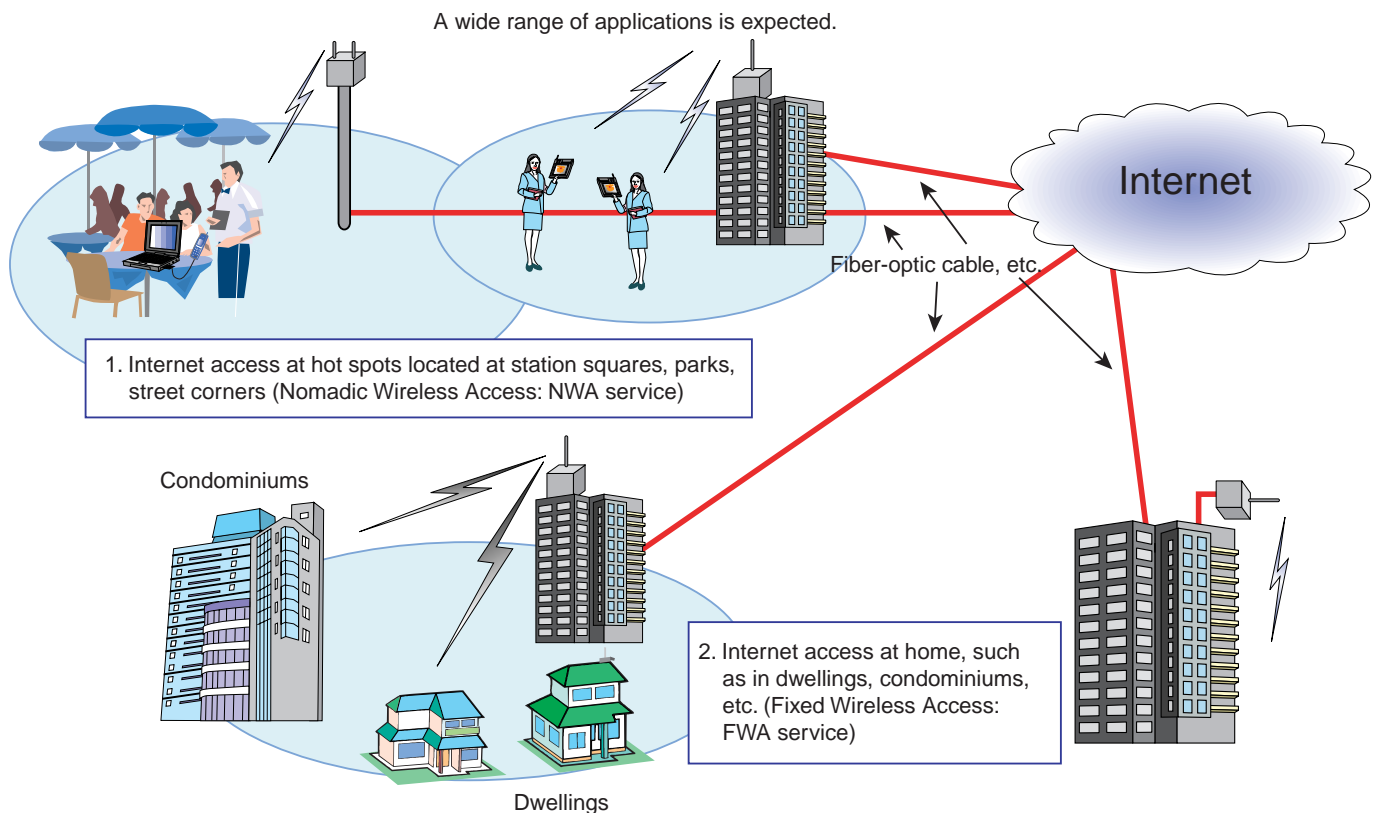 A wide range of applications is expected.
Internet
Fiber-optic cable, etc.
1. Internet access at hot spots located at station squares, parks,
street corners (Nomadic Wireless Access: NWA service)
Condominiums
2. Internet access at home, such
as in dwellings, condominiums,
etc. (Fixed Wireless Access:
FWA service)
Dwellings